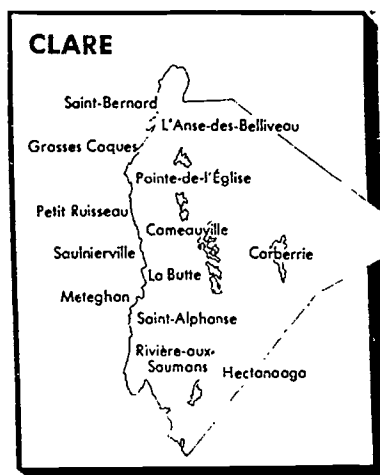 CLARE
Saint-Bernard
L'Anse-des-Belliveau
Grosses Coques
Pointe-de-l'Église
Petit Ruisseau
Comeauville
Saulnierville
Corberrie
La Butte
Meteghan
Saint-Alphonse
Rivière-aux-
Saumons
Hectanooga